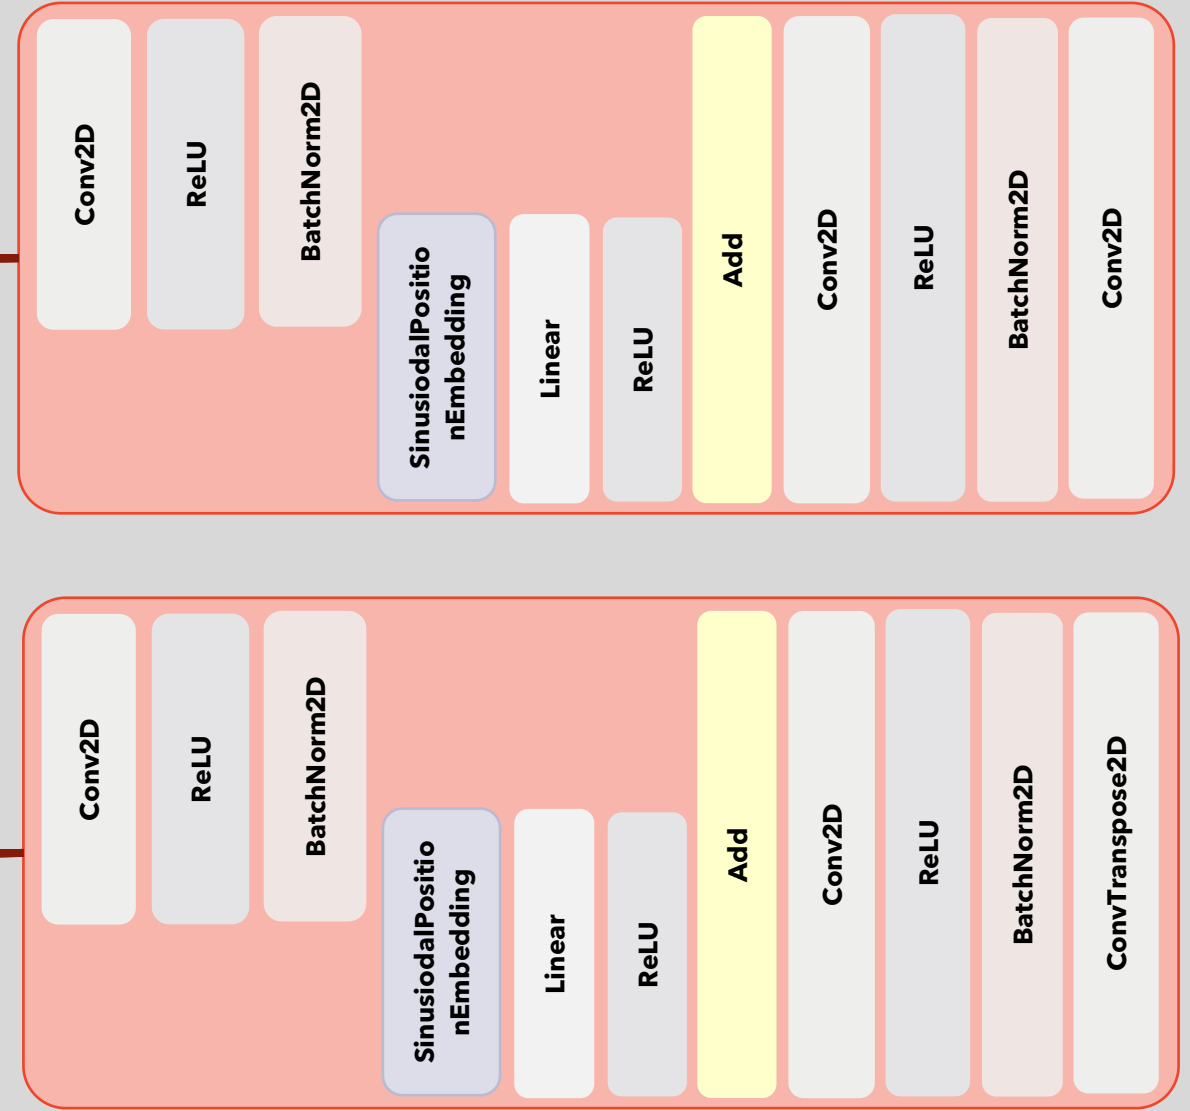 Conv2D
ReLU
BatchNorm2D
SinusiodalPositio
nEmbedding
Linear
ReLU
Add
Conv2D
ReLU
BatchNorm2D
Conv2D
Conv2D
ReLU
BatchNorm2D
SinusiodalPositio
nEmbedding
Linear
ReLU
Add
Conv2D
ReLU
BatchNorm2D
ConvTranspose2D